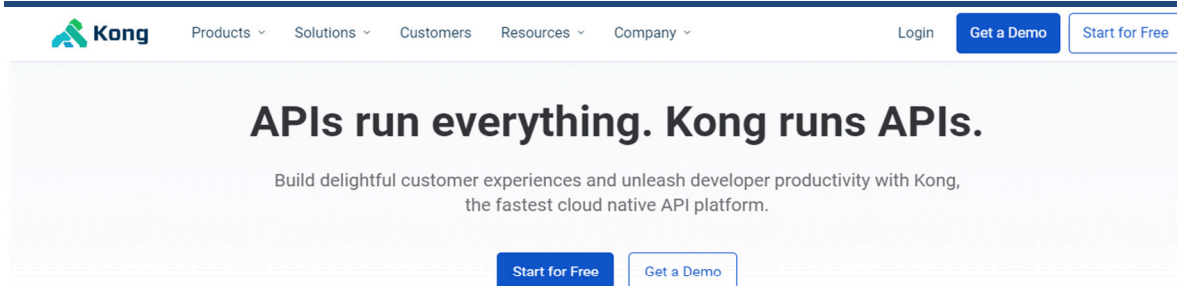 Kong Products Solutions Customers Resources Company Login Get a Demo Start for Free
APIs run everything. Kong runs APIs.
Build delightful customer experiences and unleash developer productivity with Kong,
the fastest cloud native API platform.
Start for Free Get a Demo